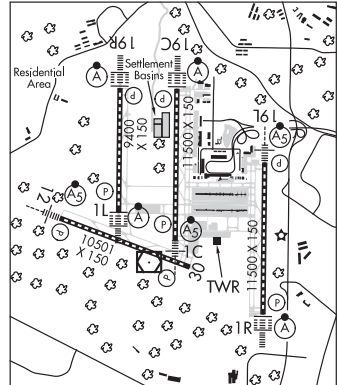 19R
19C
A
A
Residential
Area
Settlement
Basins
P
P
19L
A5
P
9400
X 150
11500 X 150
12
A5
P
1L
A
P
A5
P
10501
X 150
1C
30
P
TWR
11500 X 150
P
1R
A